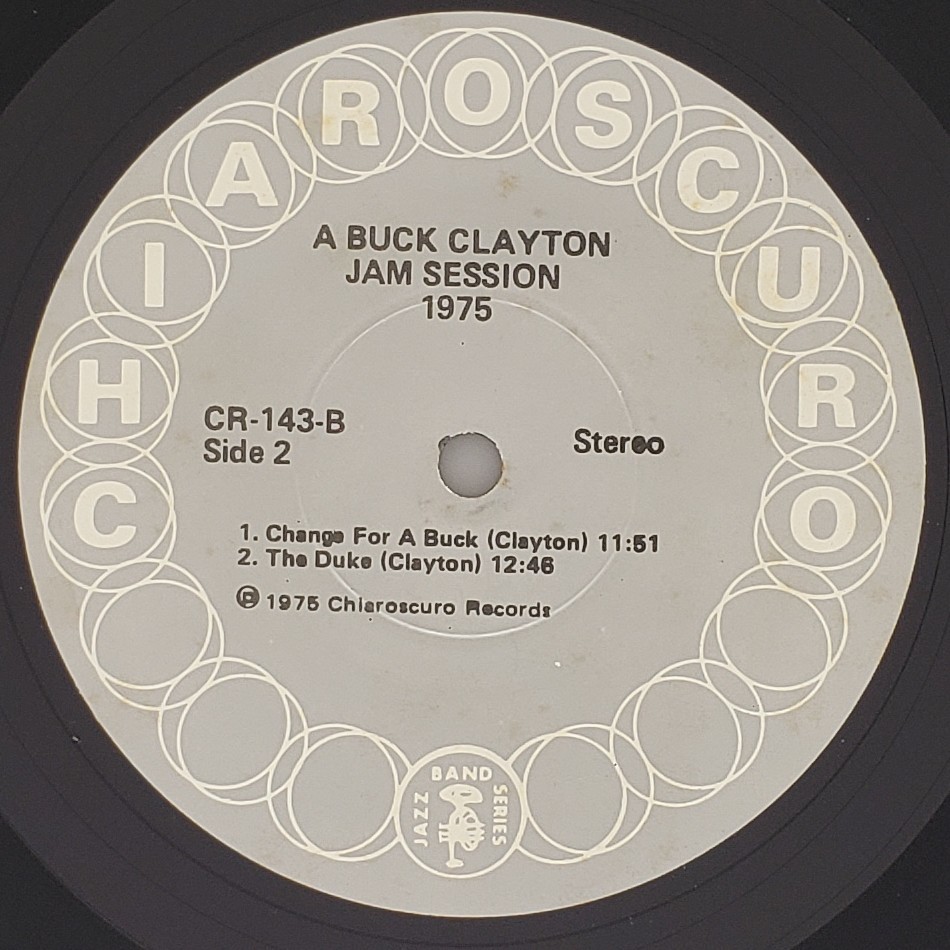 CHIAROSCURO
A BUCK CLAYTON
JAM SESSION
1975
CR-143-B
Side 2
Stereo
1. Change For A Buck (Clayton) 11:51
2. The Duke (Clayton) 12:46
℗ 1975 Chiaroscuro Records
JAZZ BAND SERIES